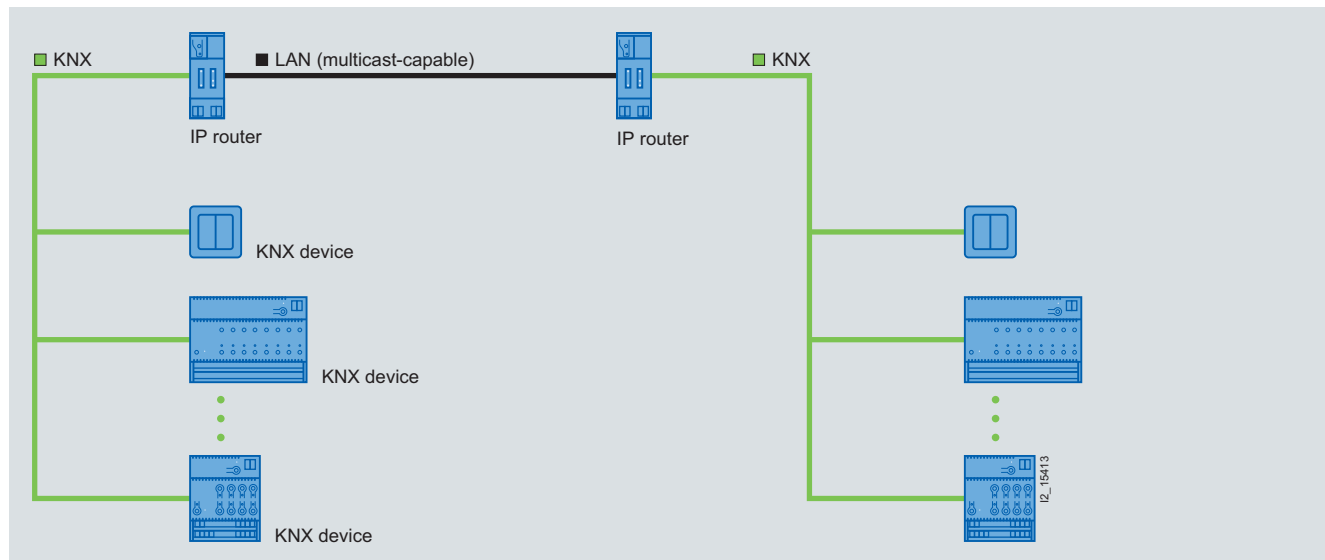 KNX
LAN (multicast-capable)
KNX
IP router
IP router
KNX device
KNX device
KNX device
I2_15413